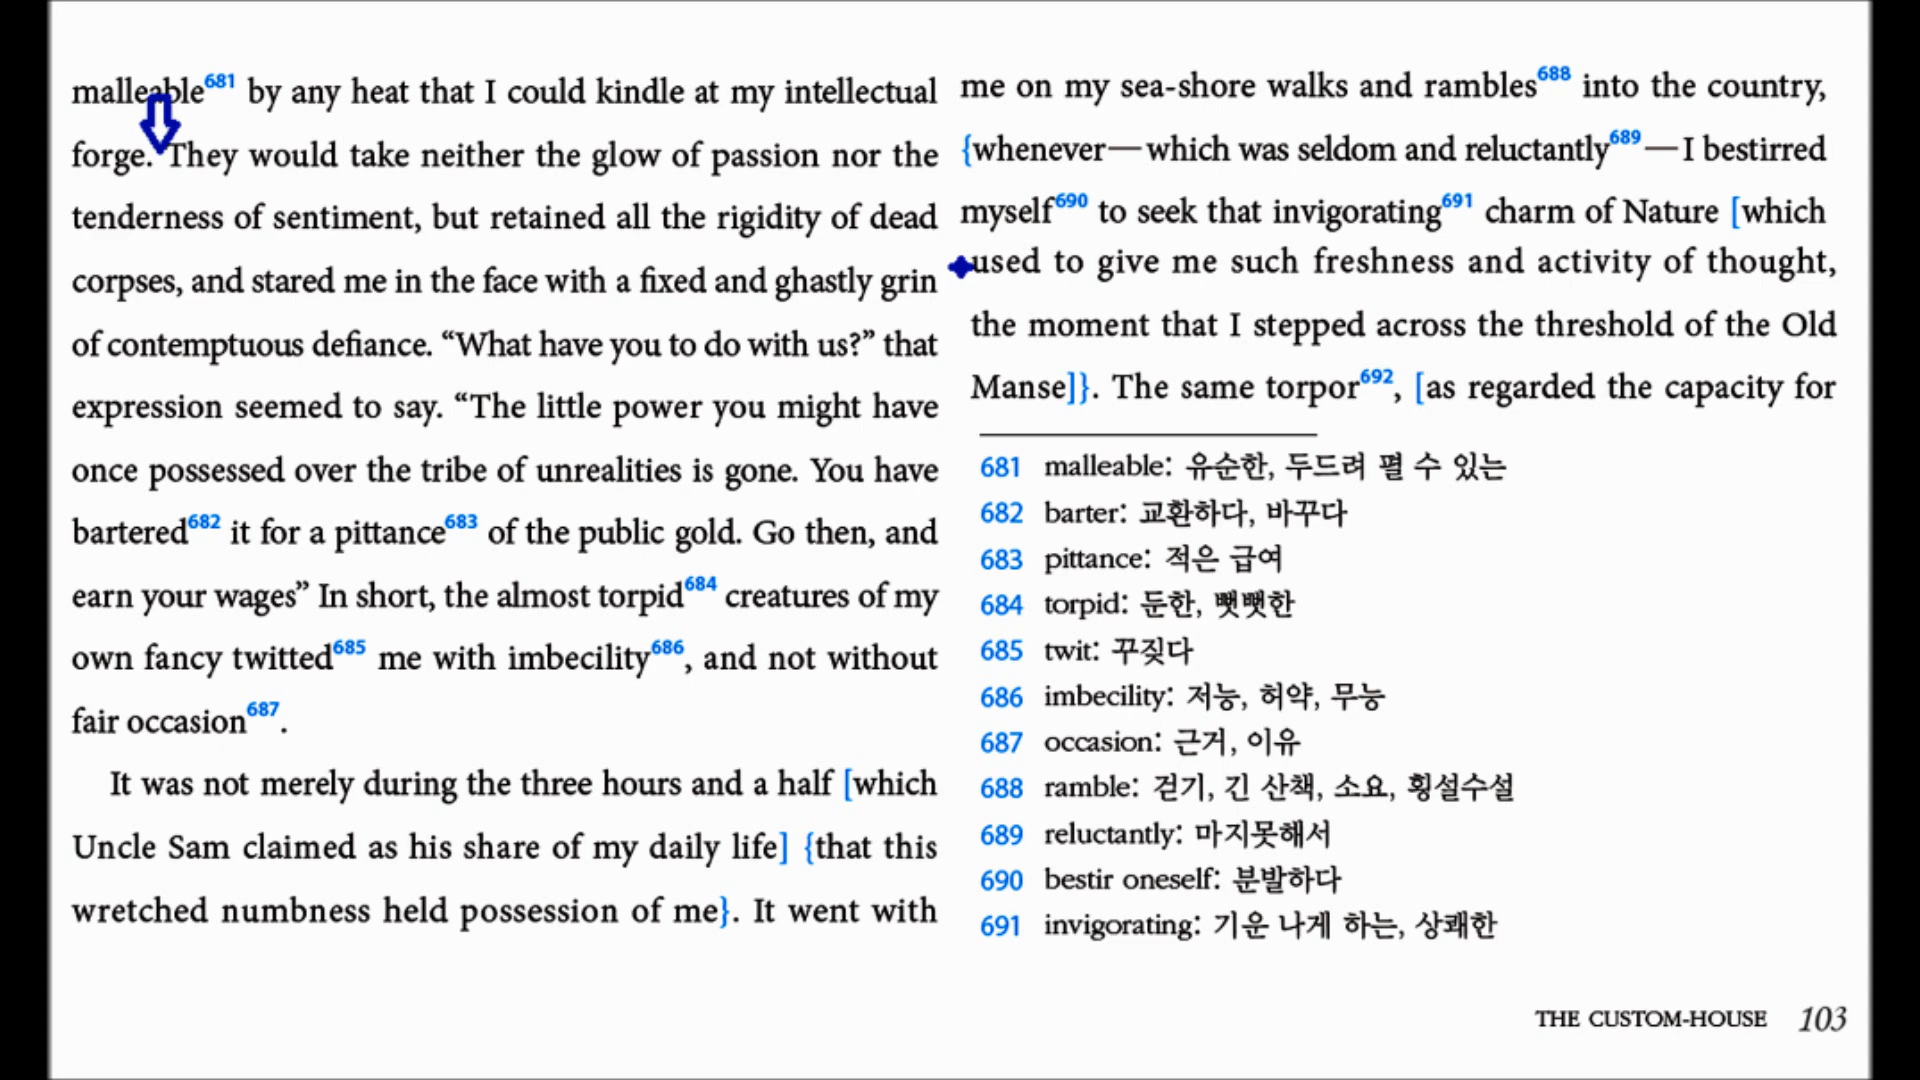 malleable681 by any heat that I could kindle at my intellectual
forge. They would take neither the glow of passion nor the
tenderness of sentiment, but retained all the rigidity of dead
corpses, and stared me in the face with a fixed and ghastly grin
of contemptuous defiance. “What have you to do with us?” that
expression seemed to say. “The little power you might have
once possessed over the tribe of unrealities is gone. You have
bartered682 it for a pittance683 of the public gold. Go then, and
earn your wages” In short, the almost torpid684 creatures of my
own fancy twitted685 me with imbecility686, and not without
fair occasion687.
It was not merely during the three hours and a half [which
Uncle Sam claimed as his share of my daily life] {that this
wretched numbness held possession of me}. It went with
me on my sea-shore walks and rambles688 into the country,
{whenever—which was seldom and reluctantly689—I bestirred
myself690 to seek that invigorating691 charm of Nature [which
used to give me such freshness and activity of thought,
the moment that I stepped across the threshold of the Old
Manse]}. The same torpor692, [as regarded the capacity for
681 malleable: 유순한, 두드려 펼 수 있는
682 barter: 교환하다, 바꾸다
683 pittance: 적은 급여
684 torpid: 둔한, 뻣뻣한
685 twit: 꾸짖다
686 imbecility: 저능, 허약, 무능
687 occasion: 근거, 이유
688 ramble: 걷기, 긴 산책, 소요, 횡설수설
689 reluctantly: 마지못해서
690 bestir oneself: 분발하다
691 invigorating: 기운 나게 하는, 상쾌한
THE CUSTOM-HOUSE 103